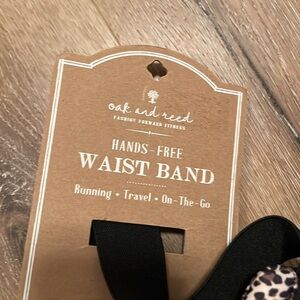 oak and reed
FASHION FORWARD FITNESS
HANDS-FREE
WAIST BAND
Running • Travel • On-The-Go